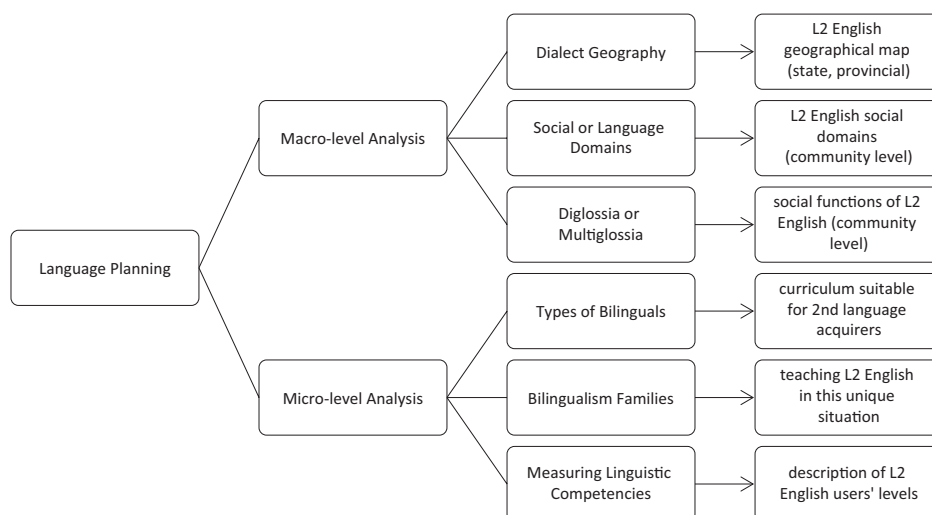 Language Planning
Macro-level Analysis
Dialect Geography
L2 English
geographical map
(state, provincial)
Social or Language
Domains
L2 English social
domains
(community level)
Diglossia or
Multiglossia
social functions of L2
English (community
level)
Micro-level Analysis
Types of Bilinguals
curriculum suitable
for 2nd language
acquirers
Bilingualism Families
teaching L2 English
in this unique
situation
Measuring Linguistic
Competencies
description of L2
English users' levels